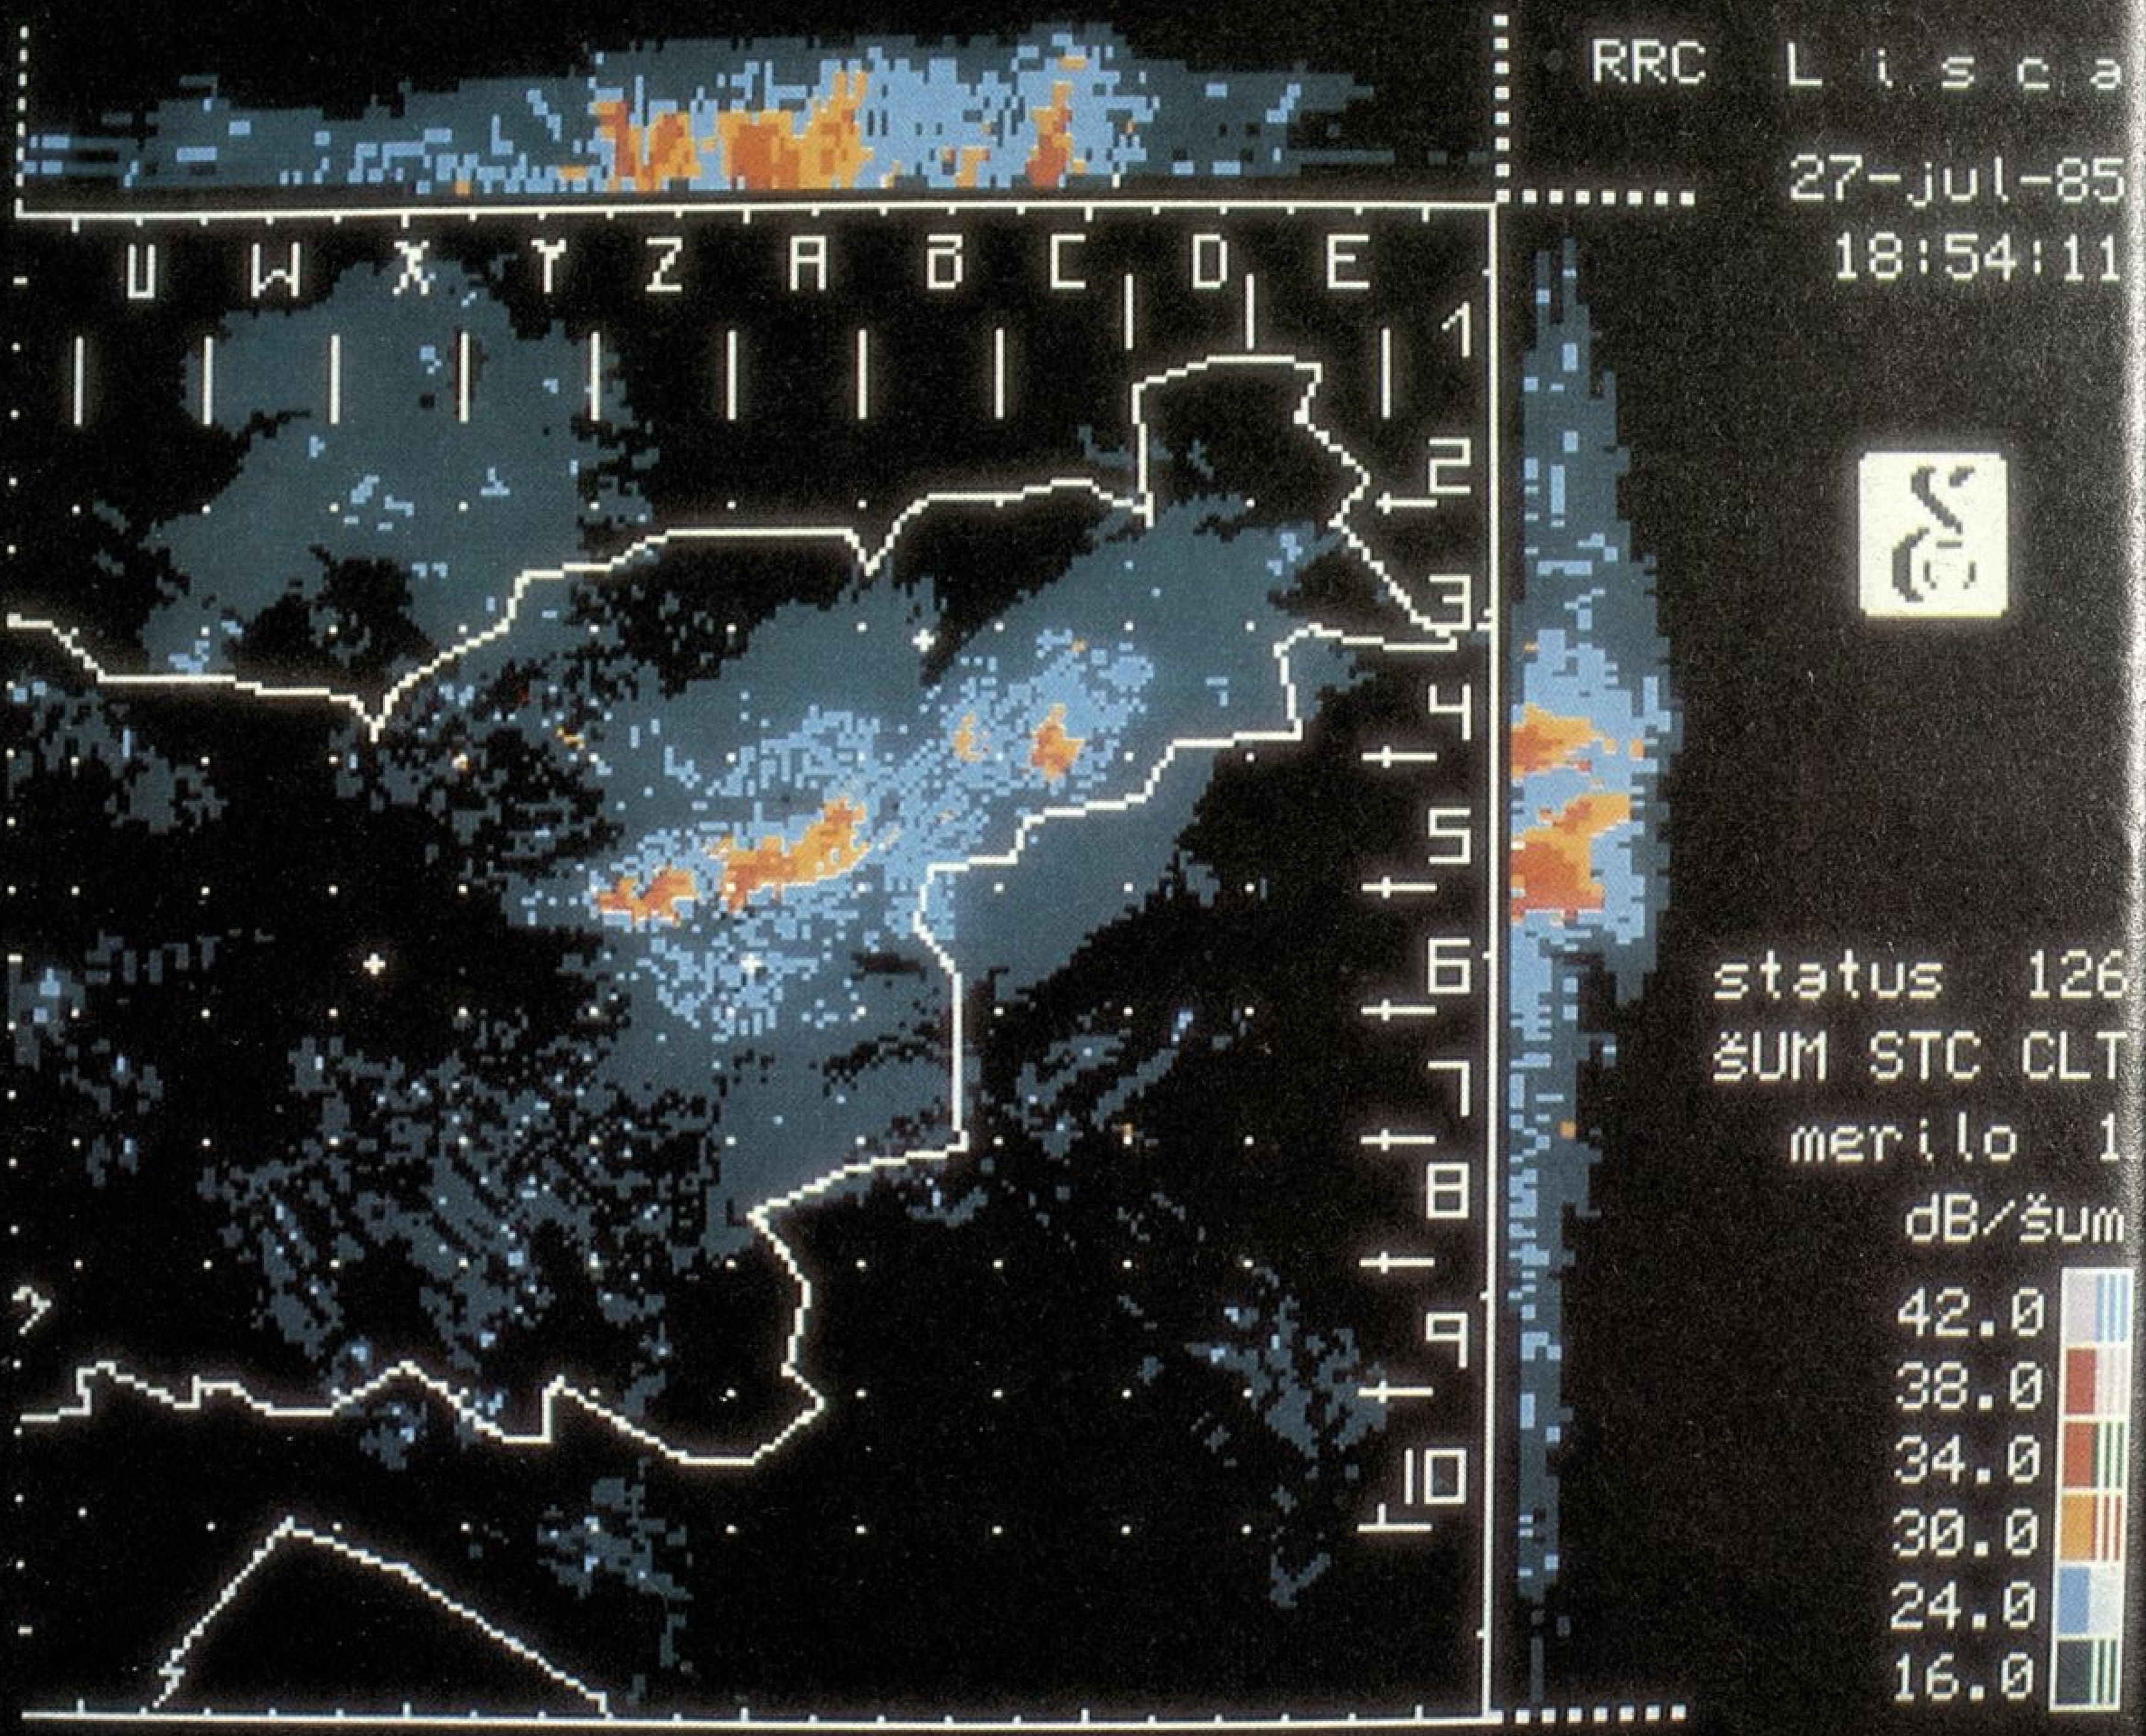 RRC Lisca
27-jul-85
18:54:11
U W X Y Z A B C D E
1
2
3
4
5
6
7
8
9
10
status 126
šUM STC CLT
merilo 1
dB/šum
42.0
38.0
34.0
30.0
24.0
16.0